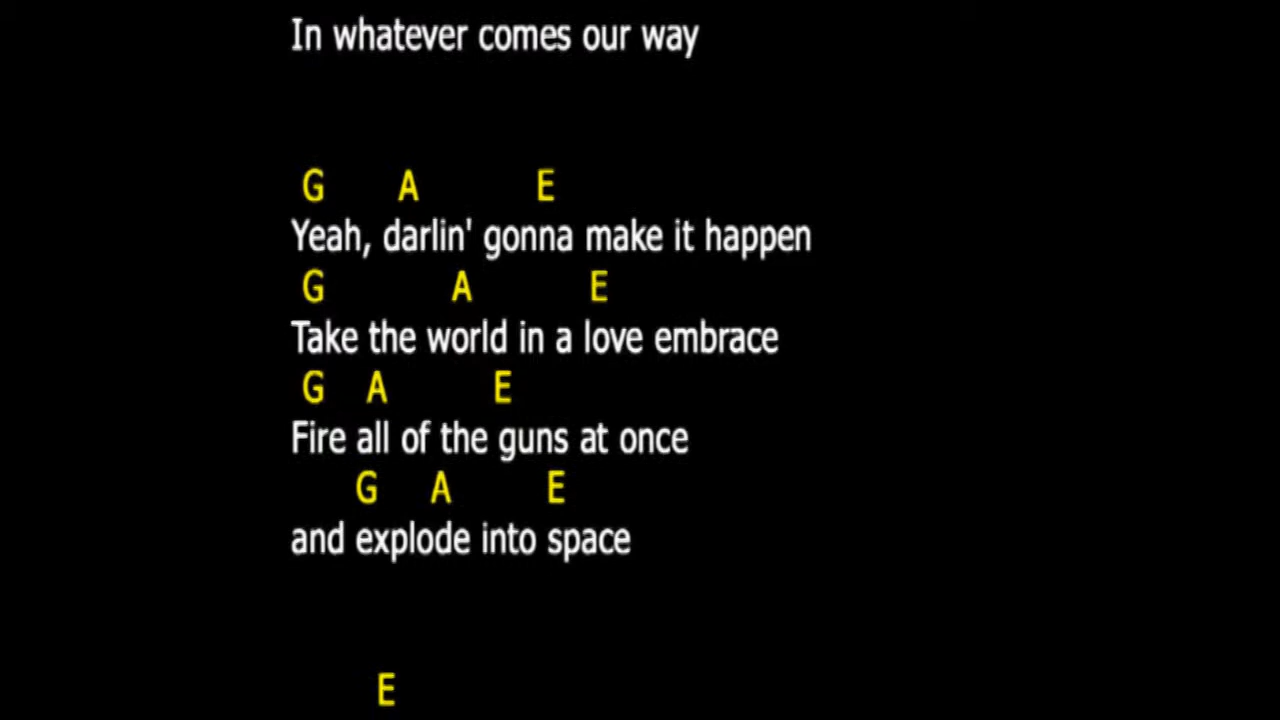 In whatever comes our way
G A E
Yeah, darlin' gonna make it happen
G A E
Take the world in a love embrace
G A E
Fire all of the guns at once
G A E
and explode into space
E